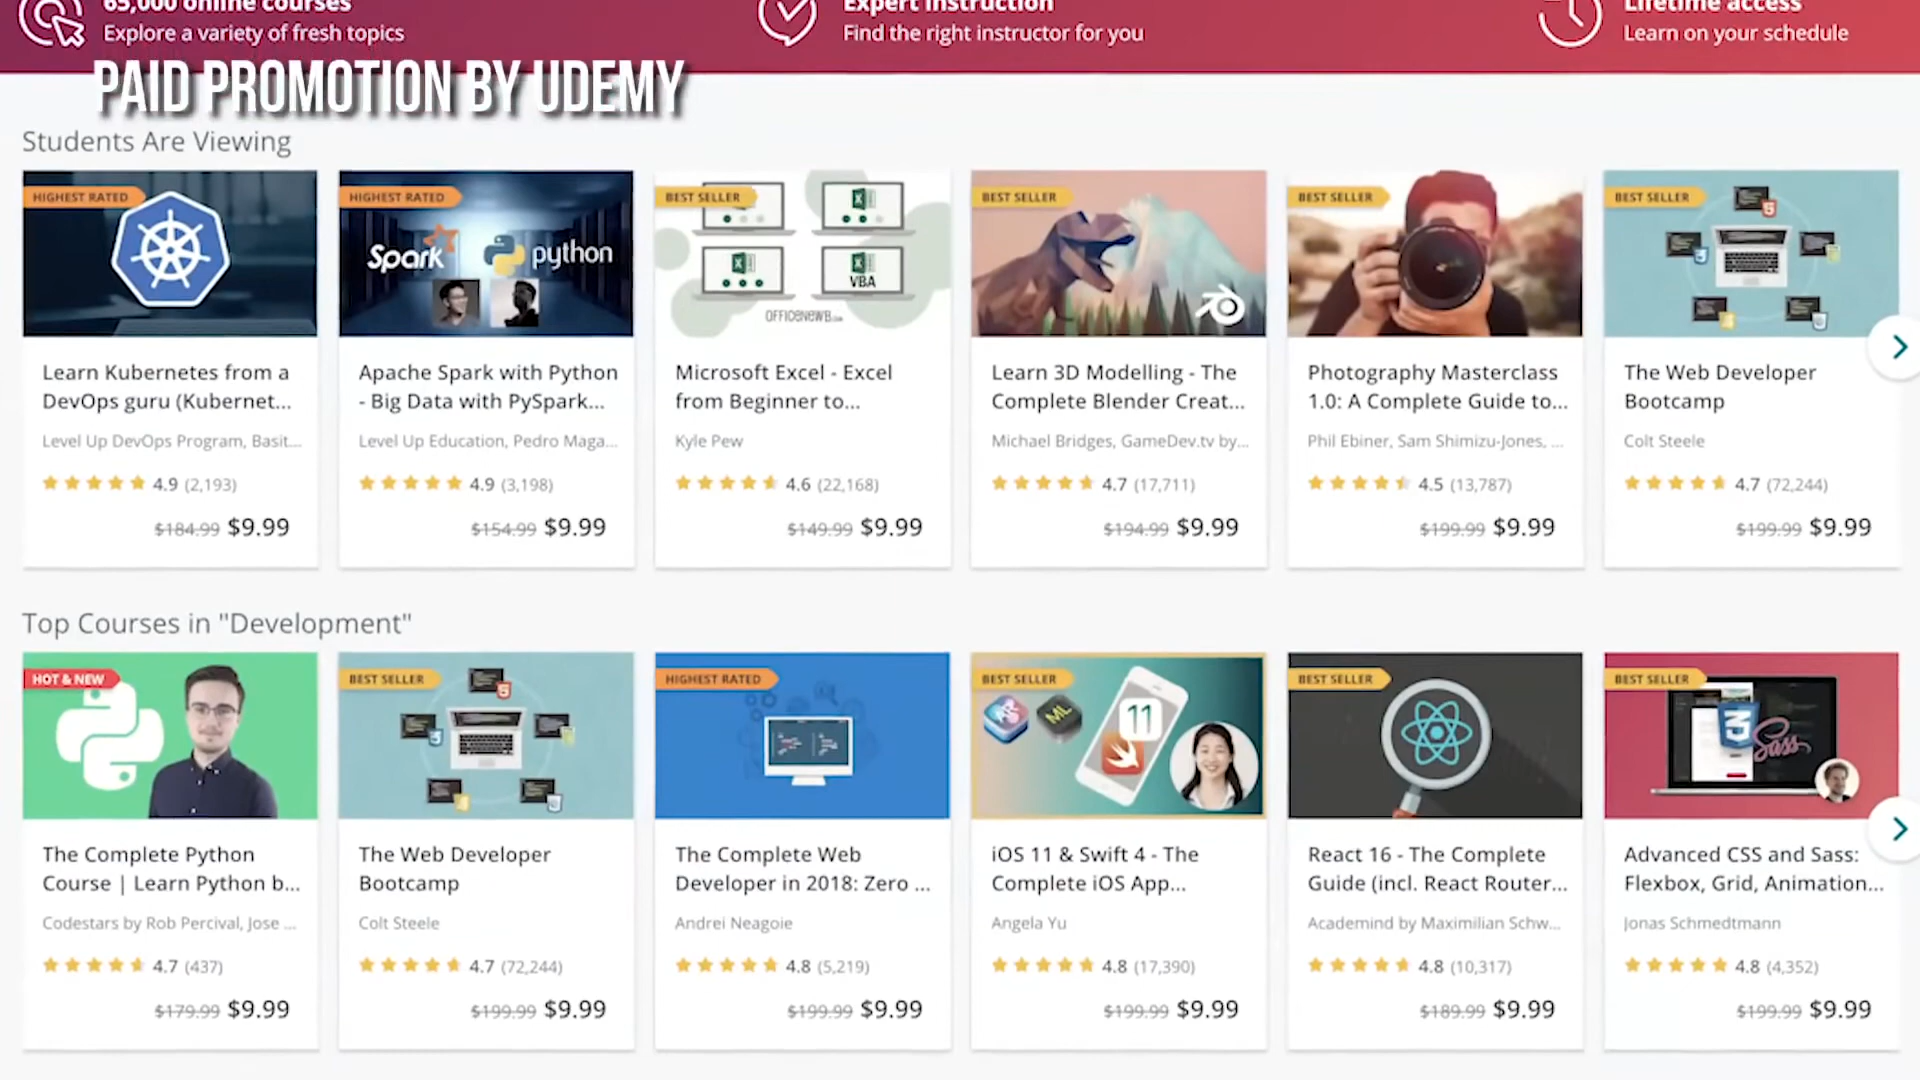 65,000 online courses
Explore a variety of fresh topics
Expert instruction
Find the right instructor for you
Lifetime access
Learn on your schedule
PAID PROMOTION BY UDEMY
Students Are Viewing
HIGHEST RATED
Learn Kubernetes from a
DevOps guru (Kubernet...
Level Up DevOps Program, Basit...
4.9 (2,193)
$184.99 $9.99
HIGHEST RATED
Spark
python
Apache Spark with Python
- Big Data with PySpark...
Level Up Education, Pedro Maga...
4.9 (3,198)
$154.99 $9.99
BEST SELLER
VBA
OFFICENEWB.com
Microsoft Excel - Excel
from Beginner to...
Kyle Pew
4.6 (22,168)
$149.99 $9.99
BEST SELLER
Learn 3D Modelling - The
Complete Blender Creat...
Michael Bridges, GameDev.tv by...
4.7 (17,711)
$194.99 $9.99
BEST SELLER
Photography Masterclass
1.0: A Complete Guide to...
Phil Ebiner, Sam Shimizu-Jones, ...
4.5 (13,787)
$199.99 $9.99
BEST SELLER
The Web Developer
Bootcamp
Colt Steele
4.7 (72,244)
$199.99 $9.99
Top Courses in "Development"
HOT & NEW
The Complete Python
Course | Learn Python b...
Codestars by Rob Percival, Jose ...
4.7 (437)
$179.99 $9.99
BEST SELLER
The Web Developer
Bootcamp
Colt Steele
4.7 (72,244)
$199.99 $9.99
HIGHEST RATED
The Complete Web
Developer in 2018: Zero ...
Andrei Neagoie
4.8 (5,219)
$199.99 $9.99
BEST SELLER
AR
ML
11
iOS 11 & Swift 4 - The
Complete iOS App...
Angela Yu
4.8 (17,390)
$199.99 $9.99
BEST SELLER
React 16 - The Complete
Guide (incl. React Router...
Academind by Maximilian Schw...
4.8 (10,317)
$189.99 $9.99
BEST SELLER
3
Sass
Advanced CSS and Sass:
Flexbox, Grid, Animation...
Jonas Schmedtmann
4.8 (4,352)
$199.99 $9.99